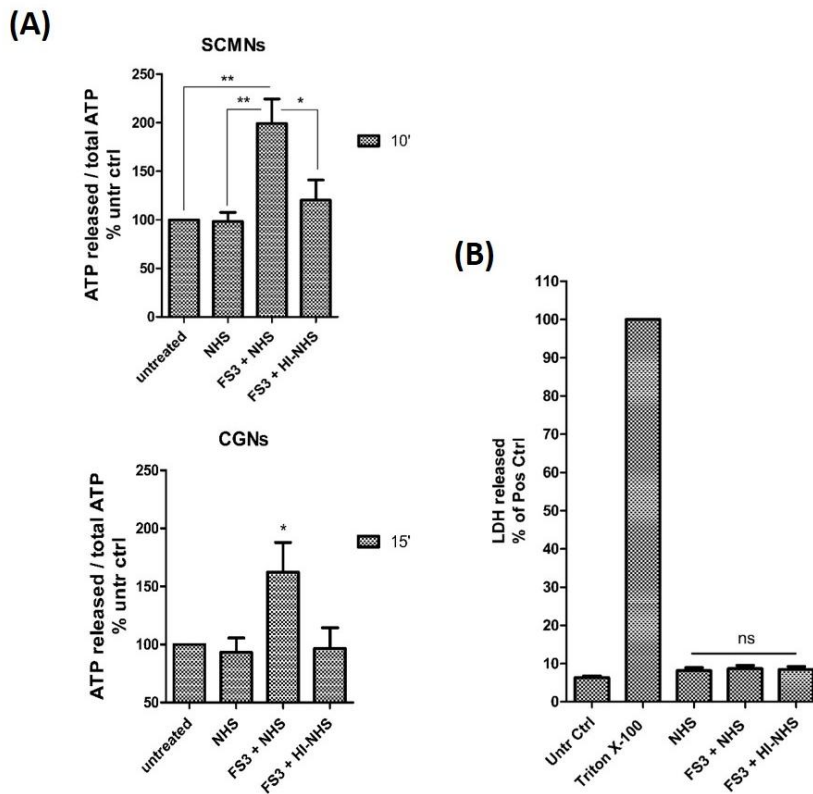 (A)
SCMNs
ATP released / total ATP
% untr ctrl
250
200
150
100
50
0
**
**
*
10'
untreated
NHS
FS3 + NHS
FS3 + HI-NHS
CGNs
ATP released / total ATP
% untr ctrl
250
200
150
100
50
*
15'
untreated
NHS
FS3 + NHS
FS3 + HI-NHS
(B)
LDH released
% of Pos Ctrl
110
100
90
80
70
60
50
40
30
20
10
0
ns
Untr Ctrl
Triton X-100
NHS
FS3 + NHS
FS3 + HI-NHS